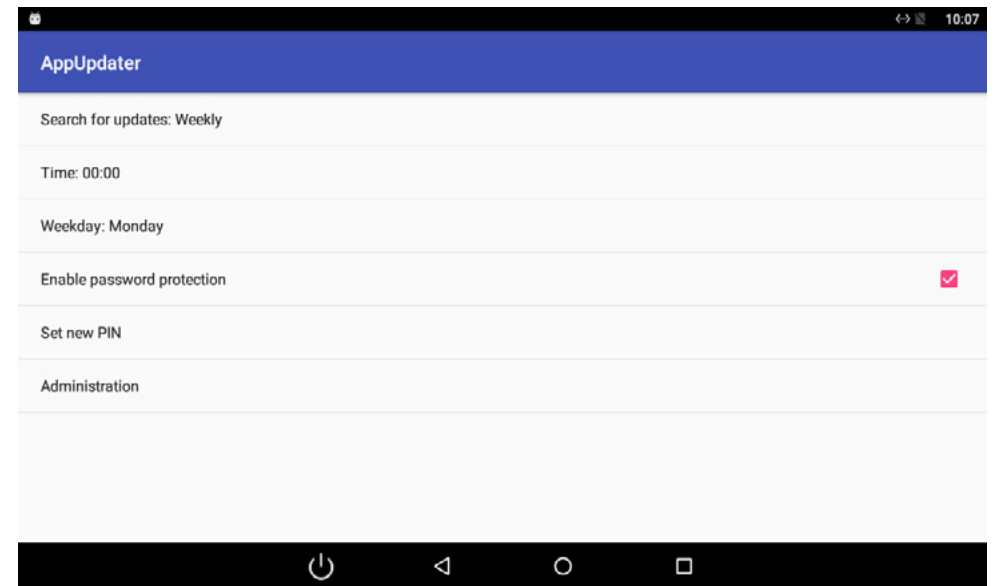 10:07
AppUpdater
Search for updates: Weekly
Time: 00:00
Weekday: Monday
Enable password protection
Set new PIN
Administration